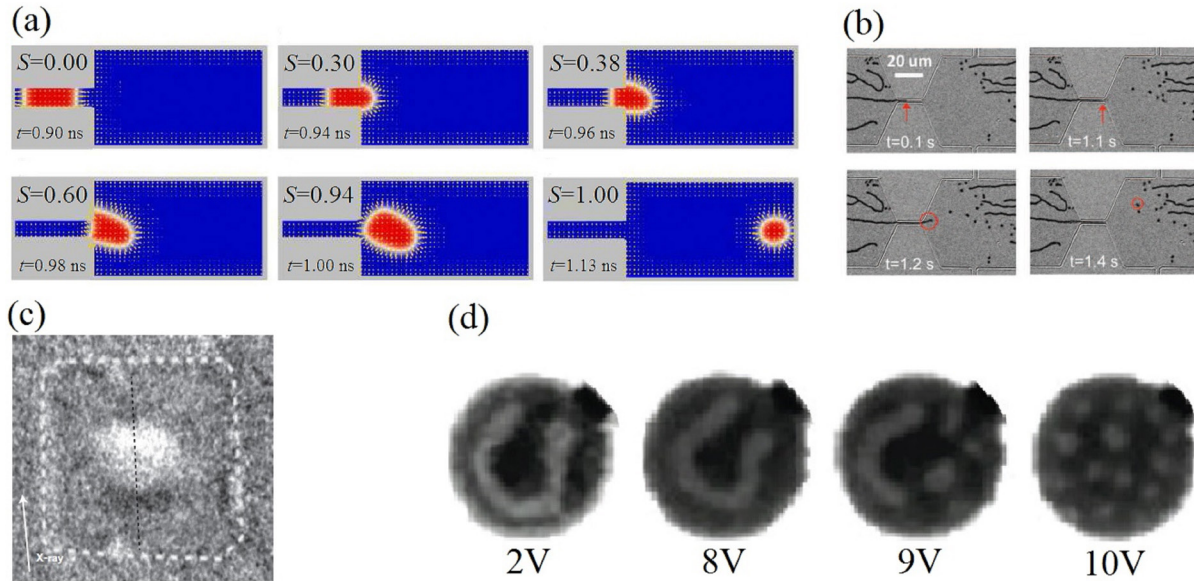 (a)
S=0.00
t=0.90 ns
S=0.30
t=0.94 ns
S=0.38
t=0.96 ns
S=0.60
t=0.98 ns
S=0.94
t=1.00 ns
S=1.00
t=1.13 ns
(b)
20 um
t=0.1 s
t=1.1 s
t=1.2 s
t=1.4 s
(c)
X-ray
(d)
2V
8V
9V
10V